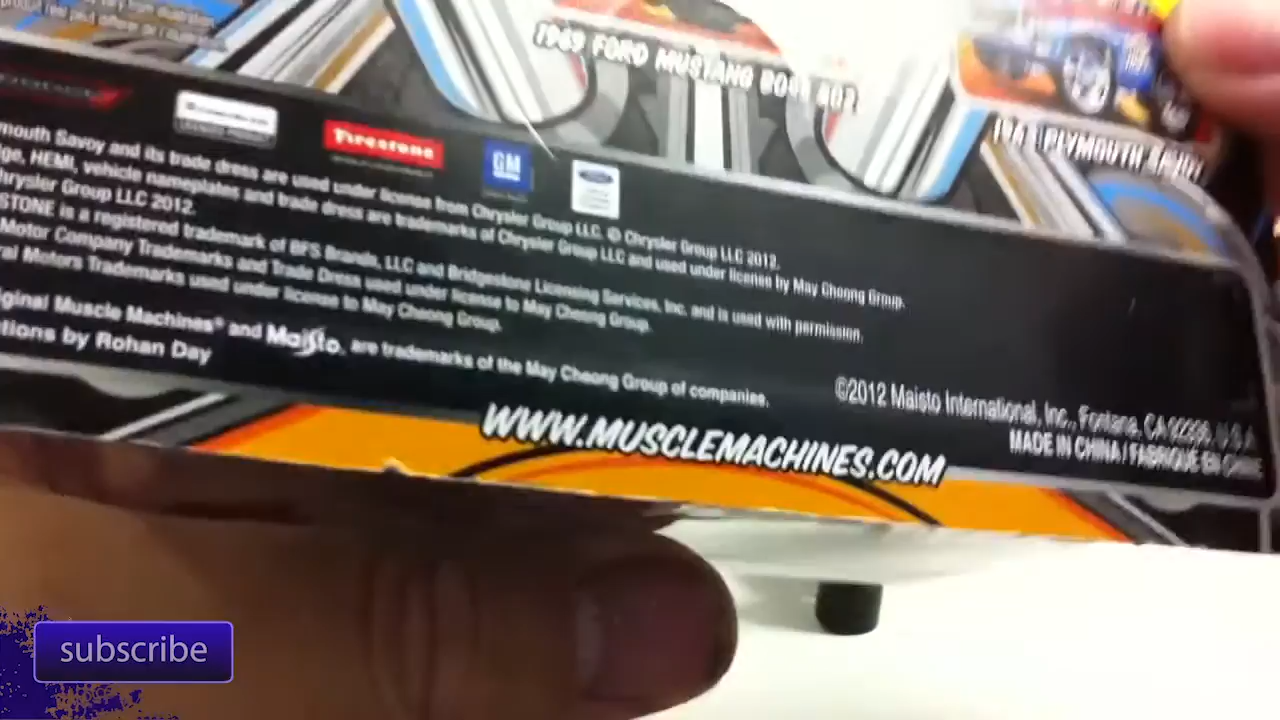 1969 FORD MUSTANG BOSS 302
PLYMOUTH SAVOY
Firestone
GM
Ford
mouth Savoy and its trade dress are used under license from Chrysler Group LLC. © Chrysler Group LLC 2012.
ge, HEMI, vehicle nameplates and trade dress are trademarks of Chrysler Group LLC and used under license by May Cheong Group.
hrysler Group LLC 2012.
STONE is a registered trademark of BFS Brands, LLC and Bridgestone Licensing Services, Inc. and is used with permission.
Motor Company Trademarks and Trade Dress used under license to May Cheong Group.
ral Motors Trademarks used under license to May Cheong Group.
iginal Muscle Machines® and Maisto, are trademarks of the May Cheong Group of companies.
tions by Rohan Day
©2012 Maisto International, Inc., Fontana, CA U.S.A.
MADE IN CHINA / FABRIQUÉ EN CHINE
WWW.MUSCLEMACHINES.COM
subscribe